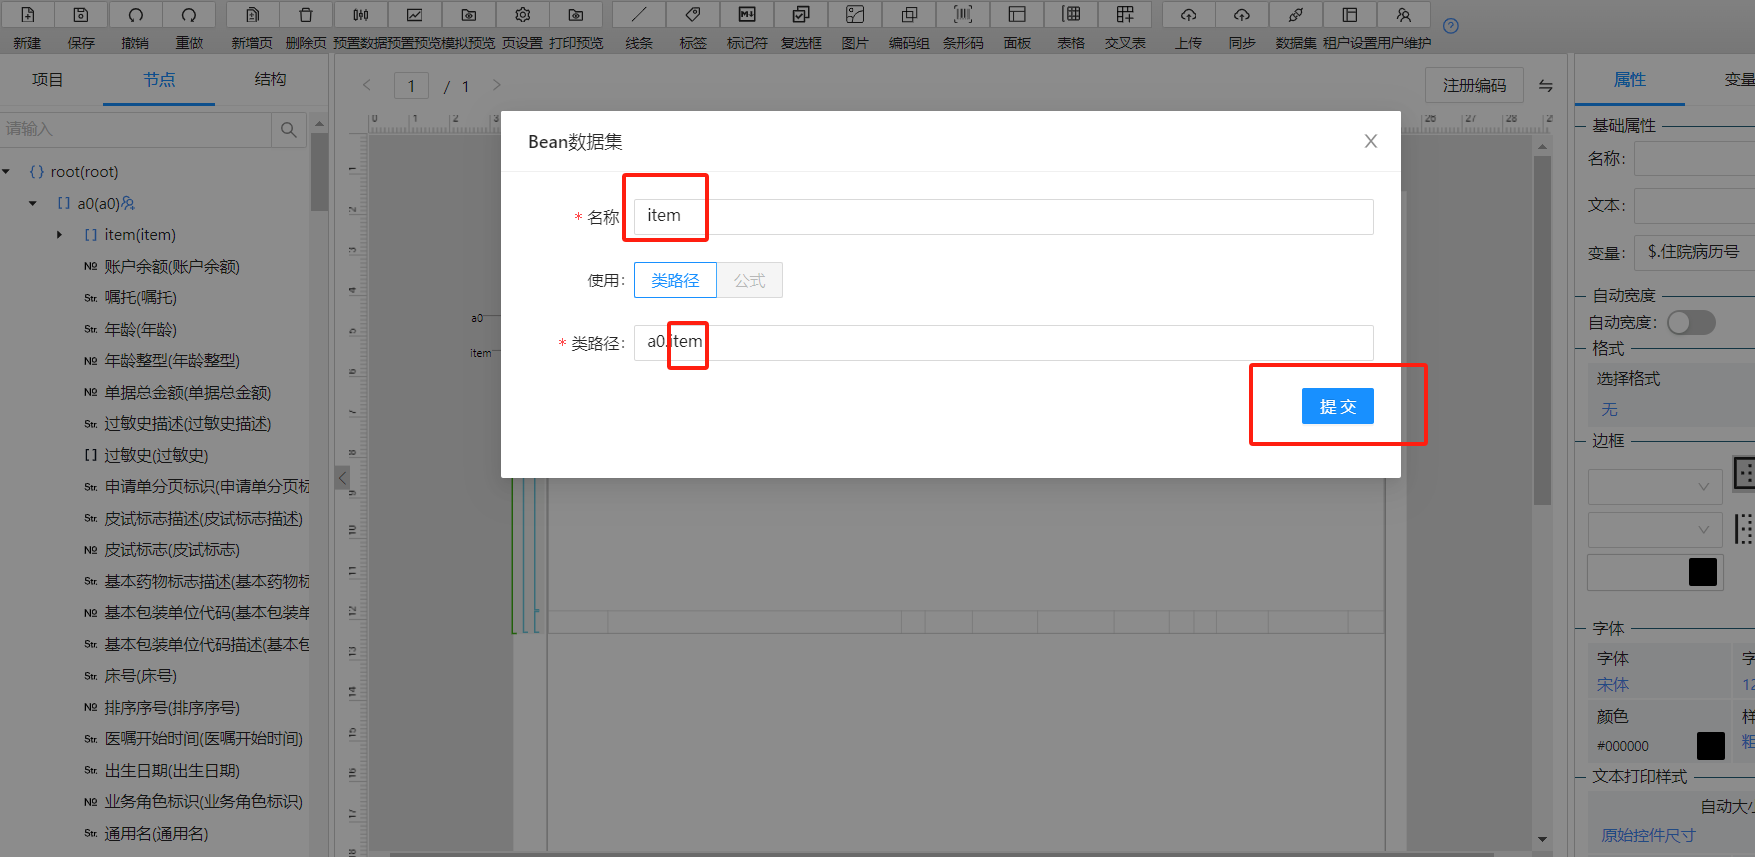 新建 保存 撤销 重做 新增页 删除页 预置数据 预置预览 模拟预览 页设置 打印预览 线条 标签 标记符 复选框 图片 编码组 条形码 面板 表格 交叉表 上传 同步 数据集 租户设置 用户维护
项目 节点 结构
1 / 1
注册编码
属性 变量
请输入
0 1 2 3 26 27 28
Bean数据集
* 名称 item
使用: 类路径 公式
* 类路径: a0.item
提 交
root(root)
a0(a0)
item(item)
账户余额(账户余额)
嘱托(嘱托)
年龄(年龄)
年龄整型(年龄整型)
单据总金额(单据总金额)
过敏史描述(过敏史描述)
过敏史(过敏史)
申请单分页标识(申请单分页标
皮试标志描述(皮试标志描述)
皮试标志(皮试标志)
基本药物标志描述(基本药物标
基本包装单位代码(基本包装单
基本包装单位代码描述(基本包
床号(床号)
排序序号(排序序号)
医嘱开始时间(医嘱开始时间)
出生日期(出生日期)
业务角色标识(业务角色标识)
通用名(通用名)
a0
item
基础属性
名称:
文本:
变量: $.住院病历号
自动宽度
自动宽度:
格式
选择格式
无
边框
字体
字体 字
宋体 12
颜色 样
#000000 粗
文本打印样式
自动大小
原始控件尺寸